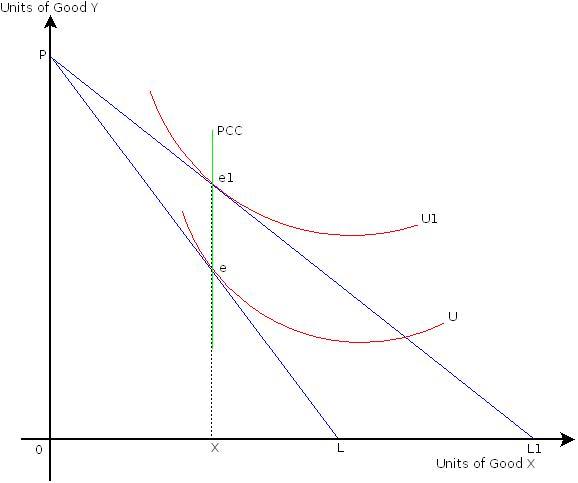 Units of Good Y
P
PCC
e1
U1
e
U
0
X
L
L1
Units of Good X